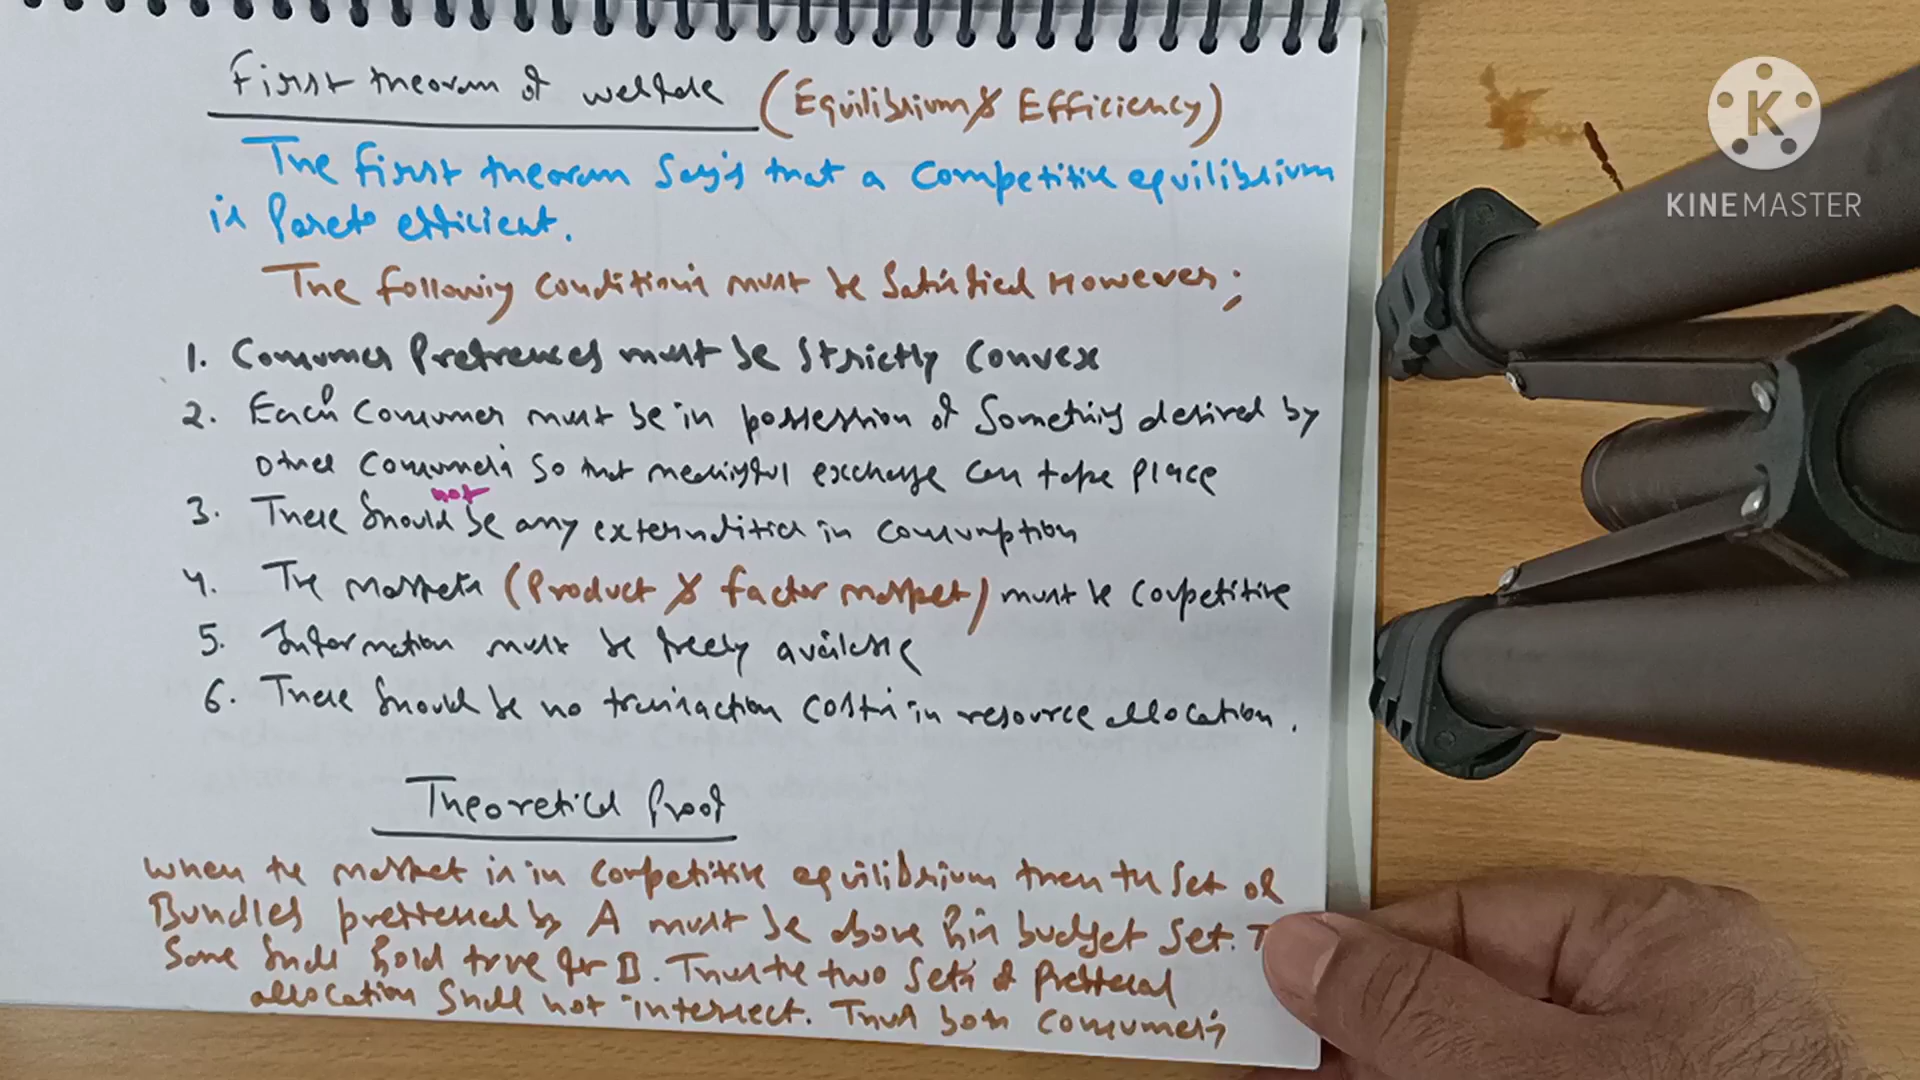 First theorem of welfare (Equilibrium & Efficiency)
The first theorem says that a competitive equilibrium
is Pareto efficient.
The following conditions must be satisfied However;
1. Consumer Prefrences must be strictly convex
2. Each consumer must be in possession of something desired by
other consumers so that meaningful exchange can take place
3. There should not be any externalities in consumption
4. The markets (Product & factor market) must be competitive
5. Information must be freely available
6. There should be no transaction costs in resource allocation.
Theoretical Proof
When the market is in competitive equilibrium then the set of
Bundles preffered by A must be above his budget set. T
same shall hold true for B. Thus the two sets of preffered
allocation shall not intersect. Thus both consumers
K
KINEMASTER